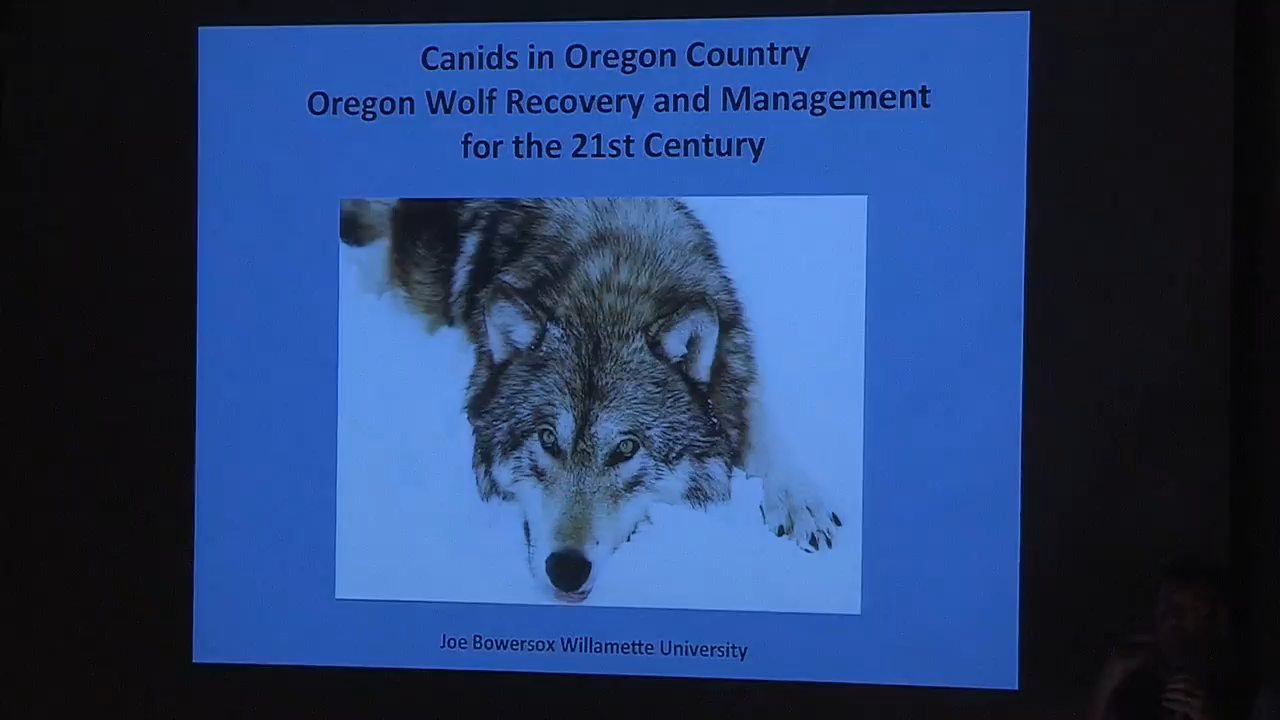 Canids in Oregon Country
Oregon Wolf Recovery and Management
for the 21st Century
Joe Bowersox Willamette University